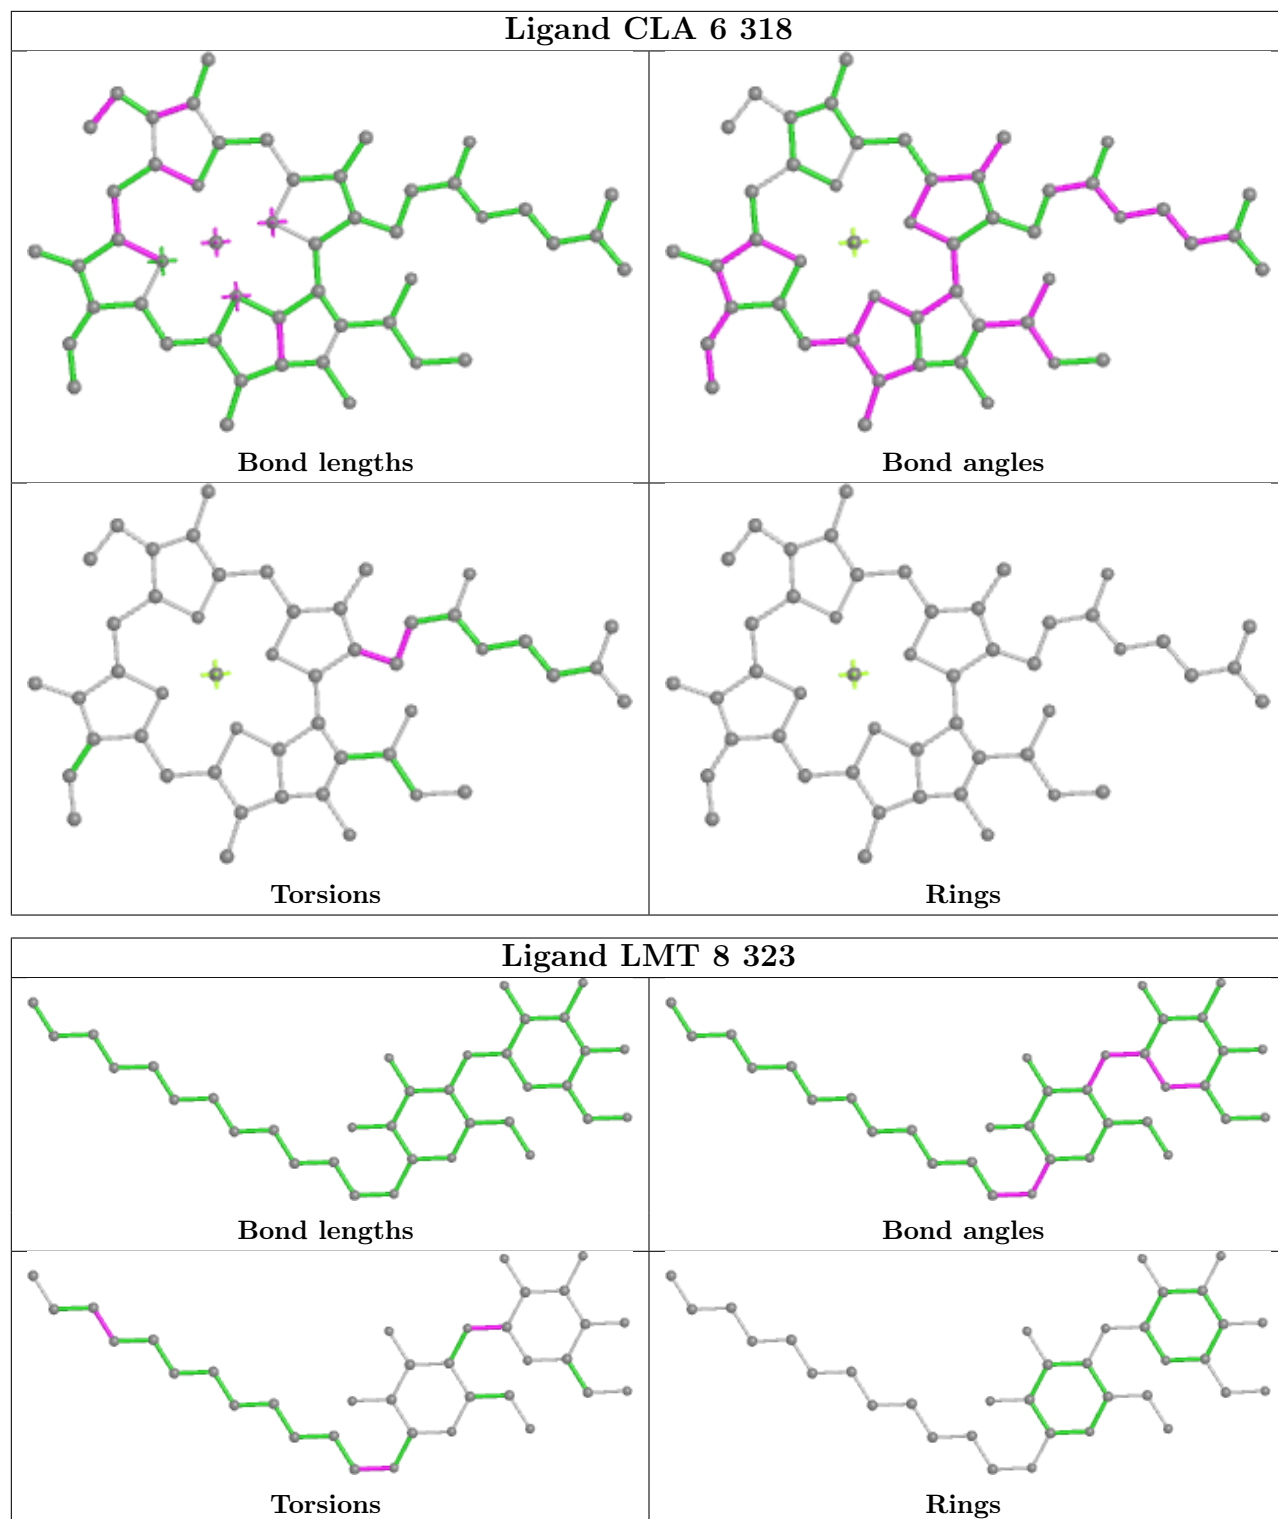 Ligand CLA 6 318
Bond lengths
Bond angles
Torsions
Rings
Ligand LMT 8 323
Bond lengths
Bond angles
Torsions
Rings